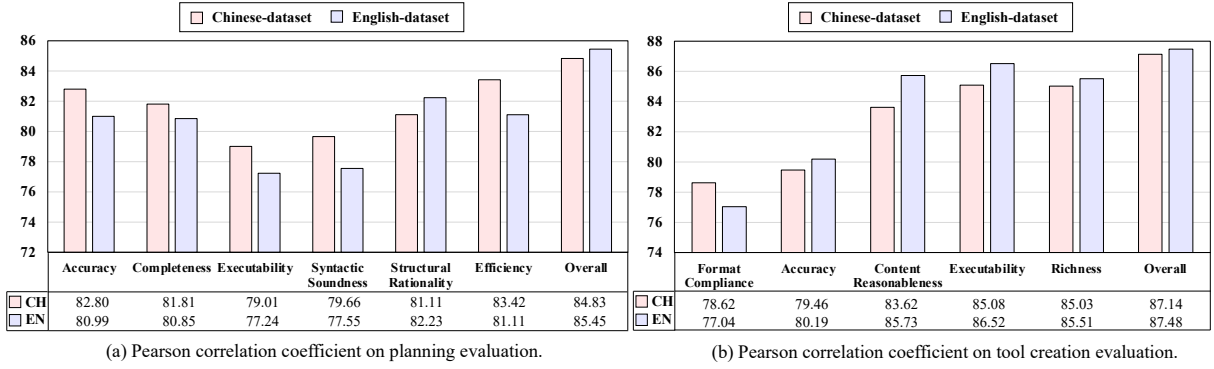 Chinese-dataset English-dataset
86
84
82
80
78
76
74
72
Accuracy Completeness Executability Syntactic Soundness Structural Rationality Efficiency Overall
CH 82.80 81.81 79.01 79.66 81.11 83.42 84.83
EN 80.99 80.85 77.24 77.55 82.23 81.11 85.45
(a) Pearson correlation coefficient on planning evaluation.
Chinese-dataset English-dataset
88
86
84
82
80
78
76
74
Format Compliance Accuracy Content Reasonableness Executability Richness Overall
CH 78.62 79.46 83.62 85.08 85.03 87.14
EN 77.04 80.19 85.73 86.52 85.51 87.48
(b) Pearson correlation coefficient on tool creation evaluation.